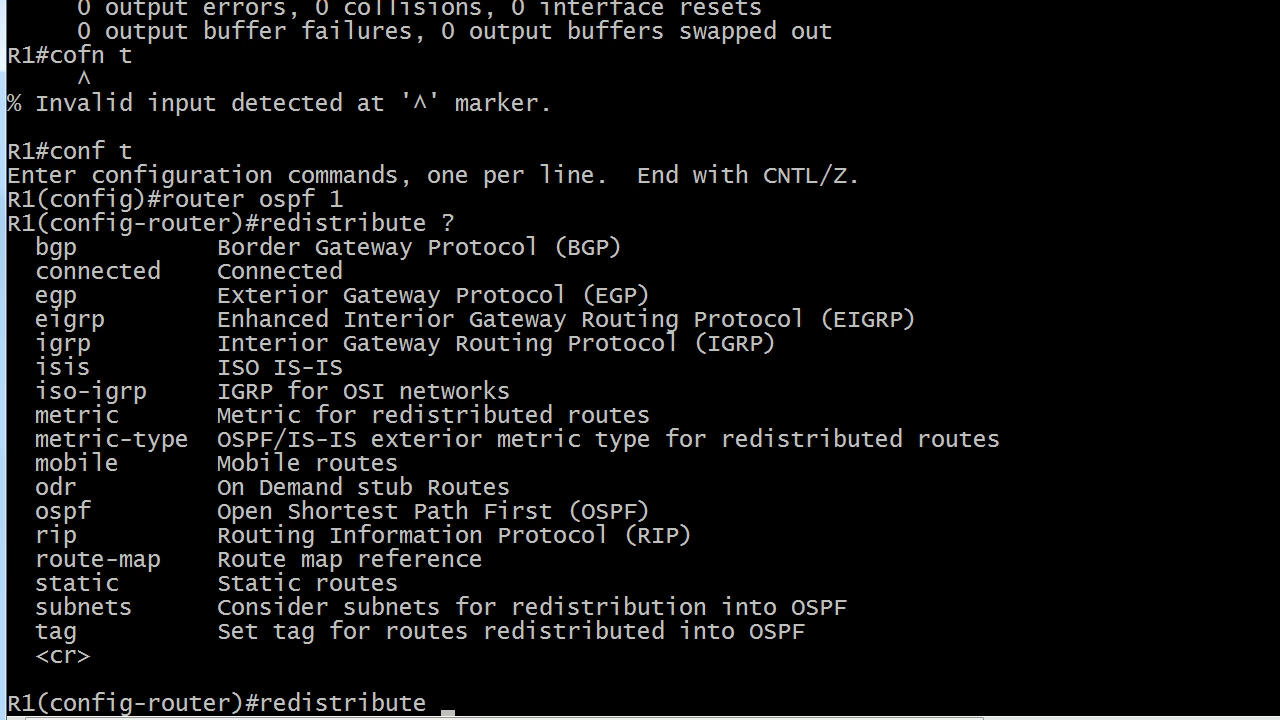 0 output errors, 0 collisions, 0 interface resets
     0 output buffer failures, 0 output buffers swapped out
R1#cofn t
     ^
% Invalid input detected at '^' marker.

R1#conf t
Enter configuration commands, one per line.  End with CNTL/Z.
R1(config)#router ospf 1
R1(config-router)#redistribute ?
  bgp          Border Gateway Protocol (BGP)
  connected    Connected
  egp          Exterior Gateway Protocol (EGP)
  eigrp        Enhanced Interior Gateway Routing Protocol (EIGRP)
  igrp         Interior Gateway Routing Protocol (IGRP)
  isis         ISO IS-IS
  iso-igrp     IGRP for OSI networks
  metric       Metric for redistributed routes
  metric-type  OSPF/IS-IS exterior metric type for redistributed routes
  mobile       Mobile routes
  odr          On Demand stub Routes
  ospf         Open Shortest Path First (OSPF)
  rip          Routing Information Protocol (RIP)
  route-map    Route map reference
  static       Static routes
  subnets      Consider subnets for redistribution into OSPF
  tag          Set tag for routes redistributed into OSPF
  <cr>

R1(config-router)#redistribute